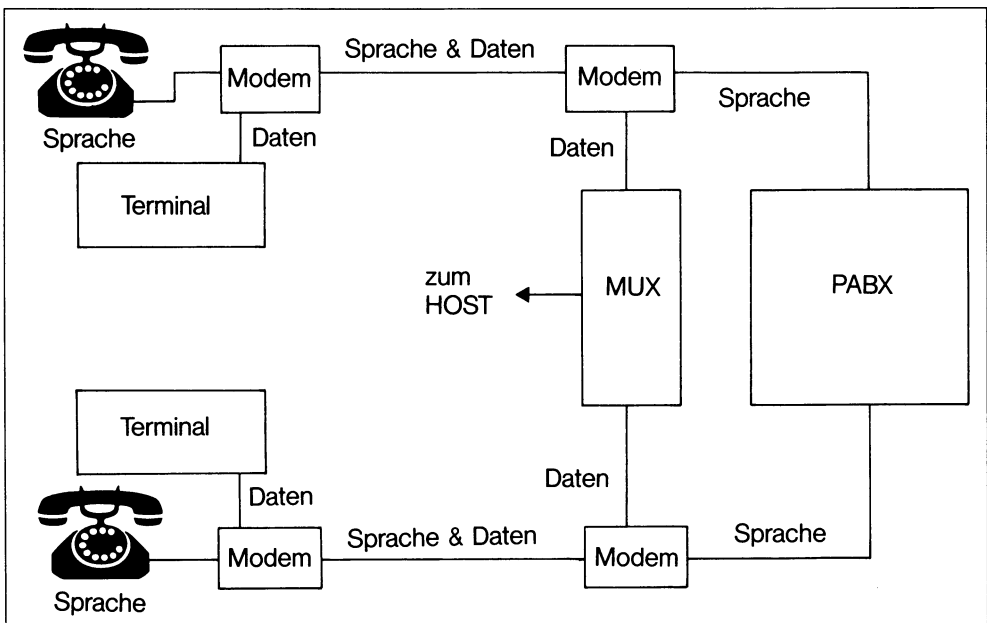 Sprache & Daten
Modem
Modem
Sprache
Sprache
Daten
Daten
Terminal
zum
HOST
MUX
PABX
Terminal
Daten
Daten
Sprache & Daten
Sprache
Modem
Modem
Sprache